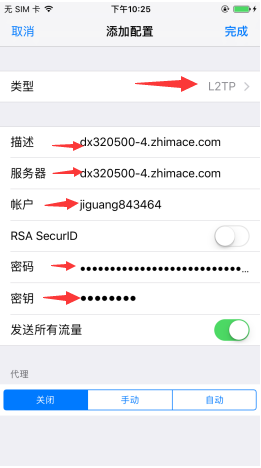 无 SIM 卡 下午10:25
取消 添加配置 完成
类型 L2TP
描述 dx320500-4.zhimace.com
服务器 dx320500-4.zhimace.com
帐户 jiguang843464
RSA SecurID
密码 ●●●●●●●●●●●●●●●●●●●●●●●●●●●...
密钥 ●●●●●●●●
发送所有流量
代理
关闭 手动 自动